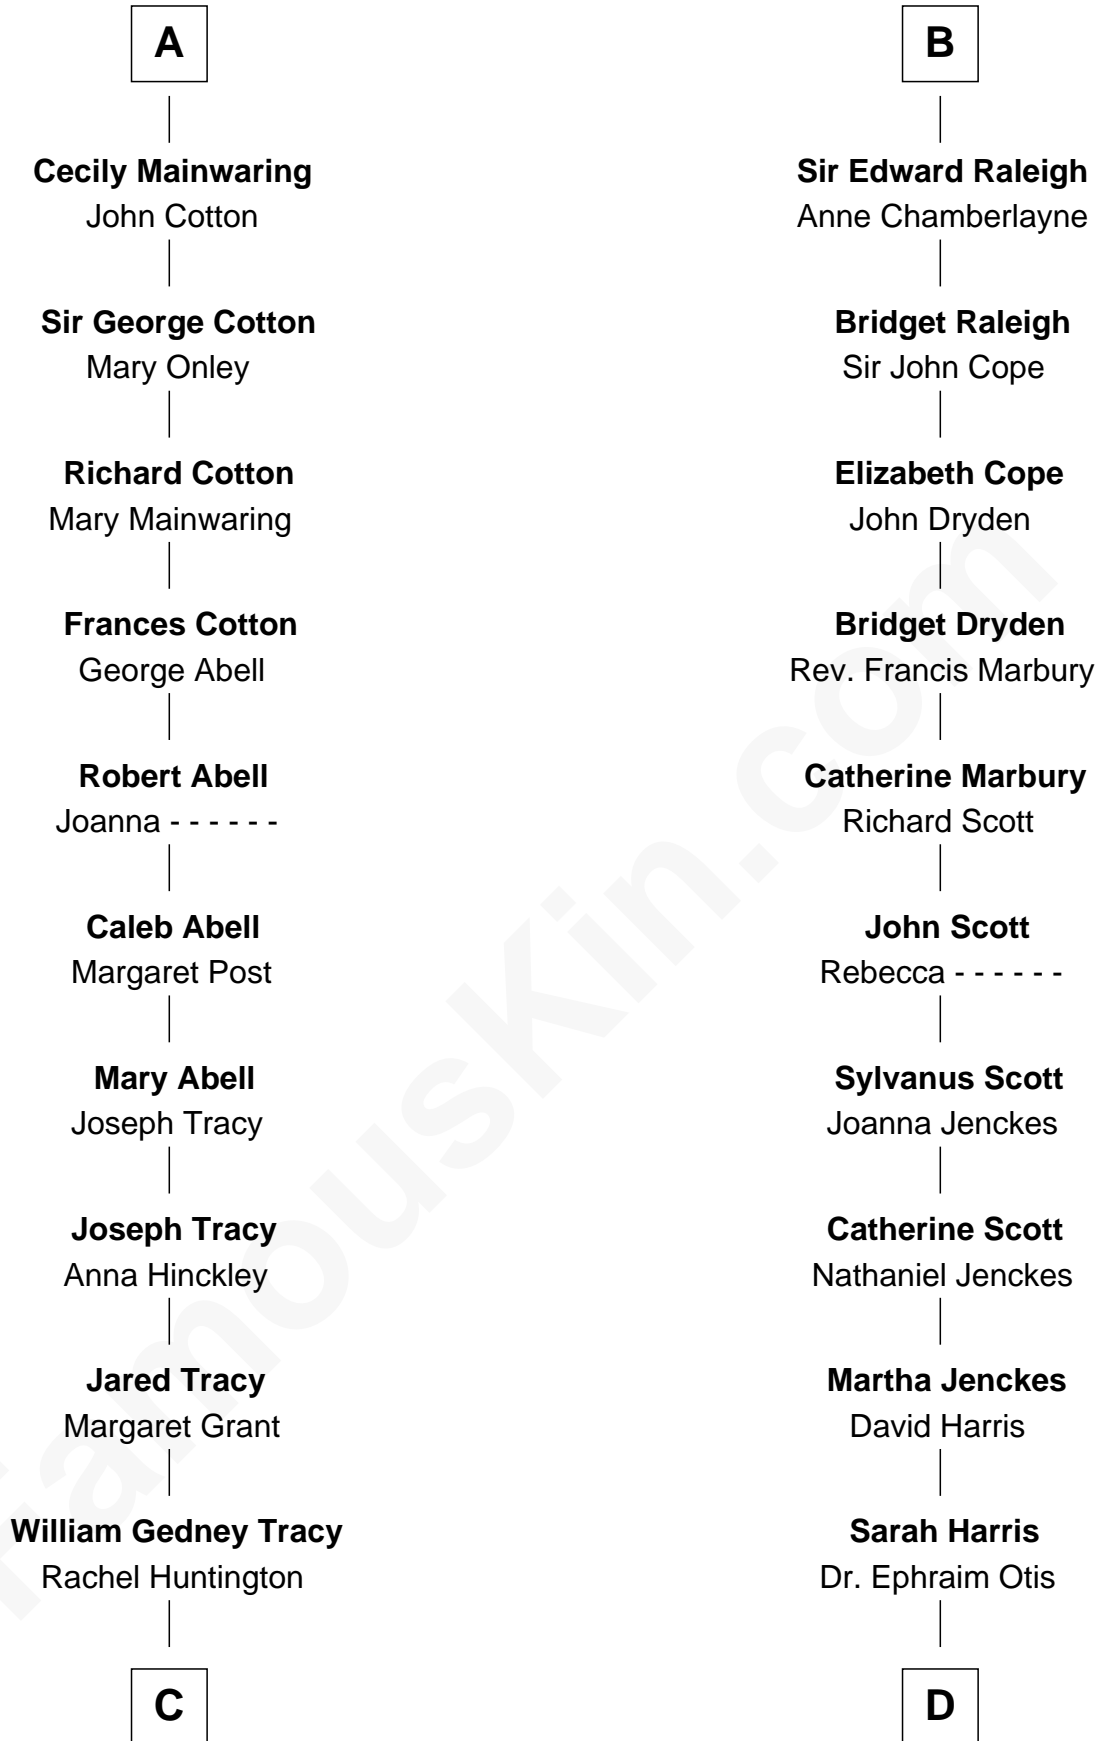 A
Cecily Mainwaring
John Cotton
Sir George Cotton
Mary Onley
Richard Cotton
Mary Mainwaring
Frances Cotton
George Abell
Robert Abell
Joanna - - - - - -
Caleb Abell
Margaret Post
Mary Abell
Joseph Tracy
Joseph Tracy
Anna Hinckley
Jared Tracy
Margaret Grant
William Gedney Tracy
Rachel Huntington
C
B
Sir Edward Raleigh
Anne Chamberlayne
Bridget Raleigh
Sir John Cope
Elizabeth Cope
John Dryden
Bridget Dryden
Rev. Francis Marbury
Catherine Marbury
Richard Scott
John Scott
Rebecca - - - - - -
Sylvanus Scott
Joanna Jenckes
Catherine Scott
Nathaniel Jenckes
Martha Jenckes
David Harris
Sarah Harris
Dr. Ephraim Otis
D
FamousKin.com